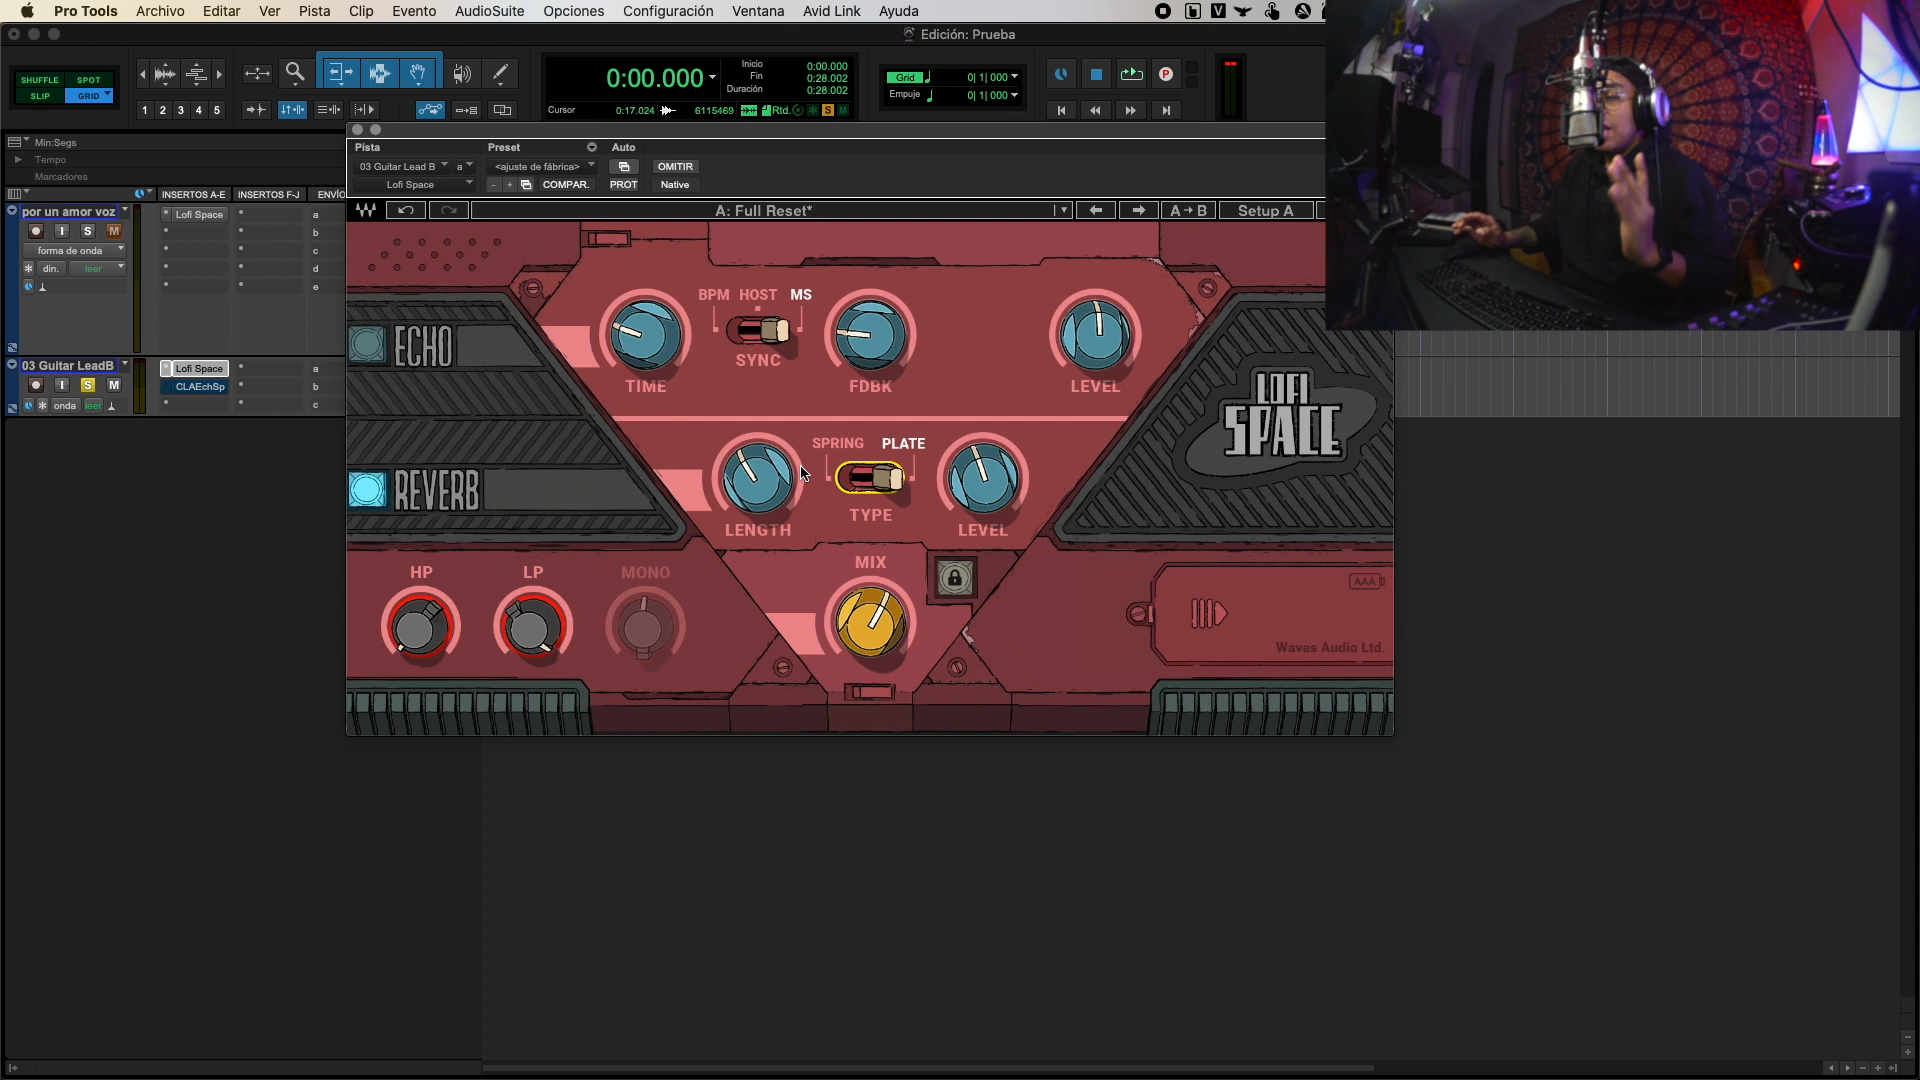 Pro Tools Archivo Editar Ver Pista Clip Evento AudioSuite Opciones Configuración Ventana Avid Link Ayuda
Edición: Prueba
SHUFFLE SPOT
SLIP GRID
1 2 3 4 5
0:00.000
Inicio 0:00.000
Fin 0:28.002
Duración 0:28.002
Cursor 0:17.024 6115469 Rtd. S M
Grid 0| 1| 000
Empuje 0| 1| 000
P
Min:Segs
Tempo
Marcadores
INSERTOS A-E INSERTOS F-J ENVÍO
por un amor voz Lofi Space a
I S M b
forma de onda c
din. leer d
e
03 Guitar LeadB Lofi Space a
I S M CLAEchSp b
onda leer c
Pista Preset Auto
03 Guitar Lead B a <ajuste de fábrica> OMITIR
Lofi Space - + COMPAR. PROT Native
A: Full Reset* A→B Setup A
BPM HOST MS
SYNC
TIME FDBK LEVEL
ECHO
LOFI
SPACE
SPRING PLATE
REVERB
TYPE
LENGTH LEVEL
HP LP MONO MIX
AAA
Waves Audio Ltd.